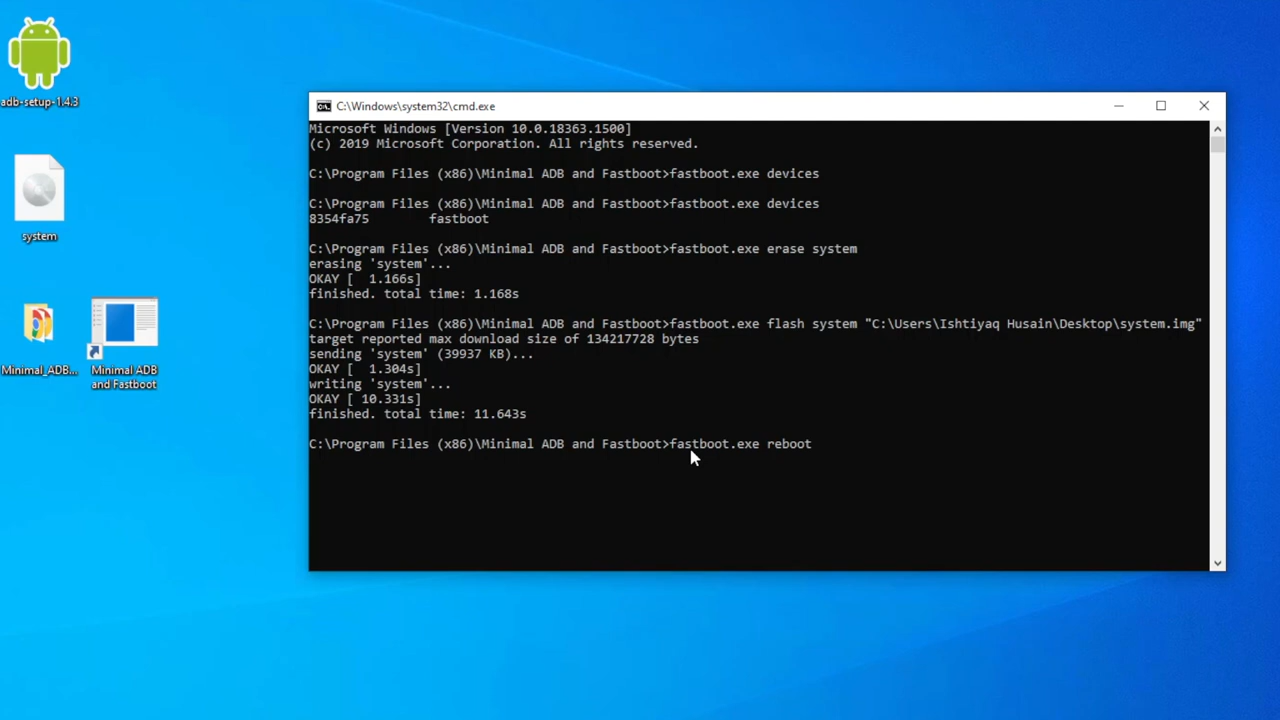 adb-setup-1.4.3
system
Minimal_ADB...
Minimal ADB
and Fastboot
C:\Windows\system32\cmd.exe
Microsoft Windows [Version 10.0.18363.1500]
(c) 2019 Microsoft Corporation. All rights reserved.
C:\Program Files (x86)\Minimal ADB and Fastboot>fastboot.exe devices
C:\Program Files (x86)\Minimal ADB and Fastboot>fastboot.exe devices
8354fa75        fastboot
C:\Program Files (x86)\Minimal ADB and Fastboot>fastboot.exe erase system
erasing 'system'...
OKAY [  1.166s]
finished. total time: 1.168s
C:\Program Files (x86)\Minimal ADB and Fastboot>fastboot.exe flash system "C:\Users\Ishtiyaq Husain\Desktop\system.img"
target reported max download size of 134217728 bytes
sending 'system' (39937 KB)...
OKAY [  1.304s]
writing 'system'...
OKAY [ 10.331s]
finished. total time: 11.643s
C:\Program Files (x86)\Minimal ADB and Fastboot>fastboot.exe reboot